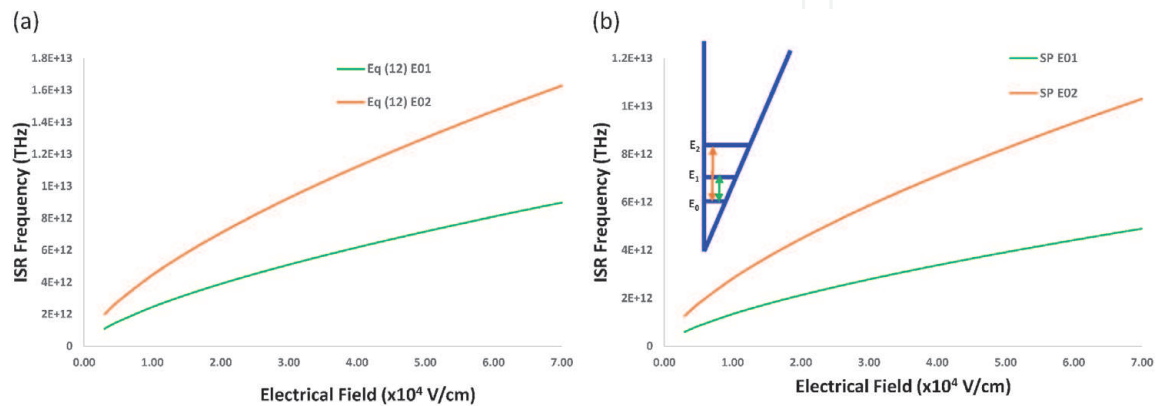 (a)
ISR Frequency (THz)
1.8E+13
1.6E+13
1.4E+13
1.2E+13
1E+13
8E+12
6E+12
4E+12
2E+12
0
0.00 1.00 2.00 3.00 4.00 5.00 6.00 7.00
Electrical Field (x10⁴ V/cm)
Eq (12) E01
Eq (12) E02
(b)
ISR Frequency (THz)
1.2E+13
1E+13
8E+12
6E+12
4E+12
2E+12
0
0.00 1.00 2.00 3.00 4.00 5.00 6.00 7.00
Electrical Field (x10⁴ V/cm)
SP E01
SP E02
E₂
E₁
E₀